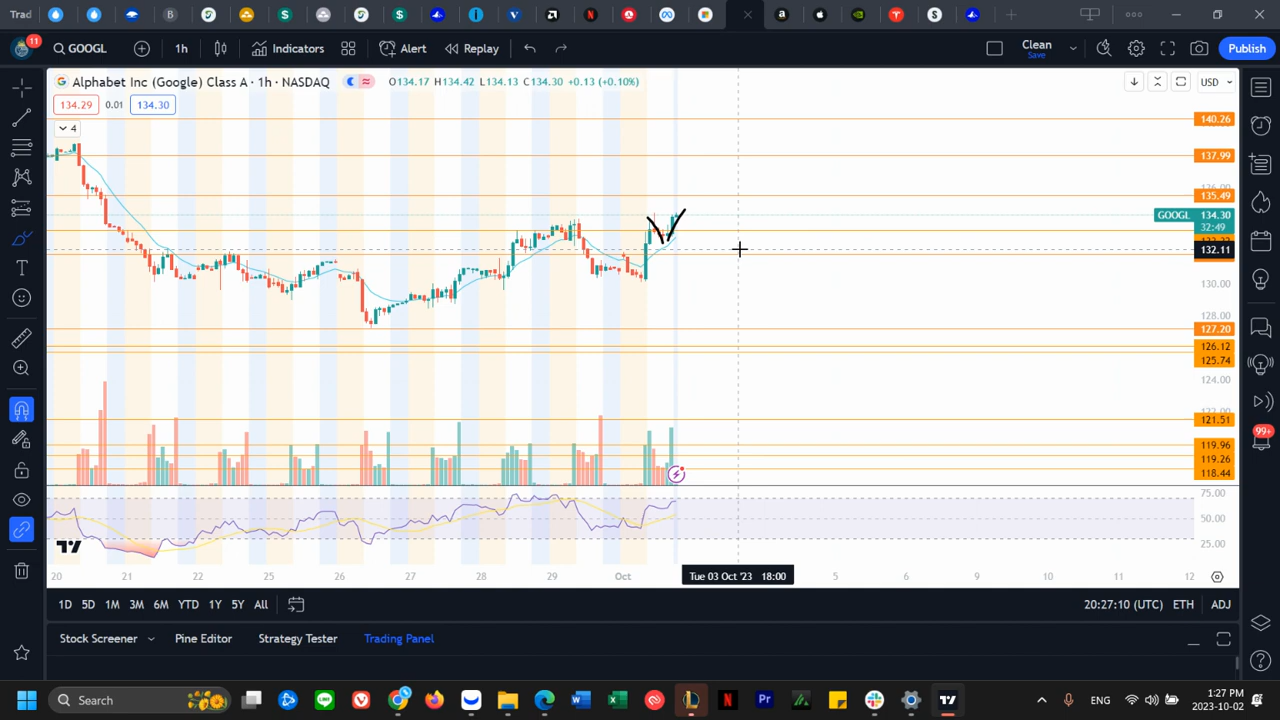 Trad
11
GOOGL
1h
Indicators
Alert
Replay
Clean
Save
Publish
Alphabet Inc (Google) Class A · 1h · NASDAQ
O134.17 H134.42 L134.13 C134.30 +0.13 (+0.10%)
USD
134.29 0.01 134.30
4
140.26
137.99
135.49
GOOGL 134.30
32:49
132.11
130.00
128.00
127.20
126.12
125.74
124.00
121.51
119.96
119.26
118.44
99+
75.00
50.00
25.00
20 21 22 25 26 27 28 29 Oct Tue 03 Oct '23 18:00 5 6 9 10 11 12
1D 5D 1M 3M 6M YTD 1Y 5Y All
20:27:10 (UTC) ETH ADJ
Stock Screener Pine Editor Strategy Tester Trading Panel
Search
ENG
1:27 PM
2023-10-02